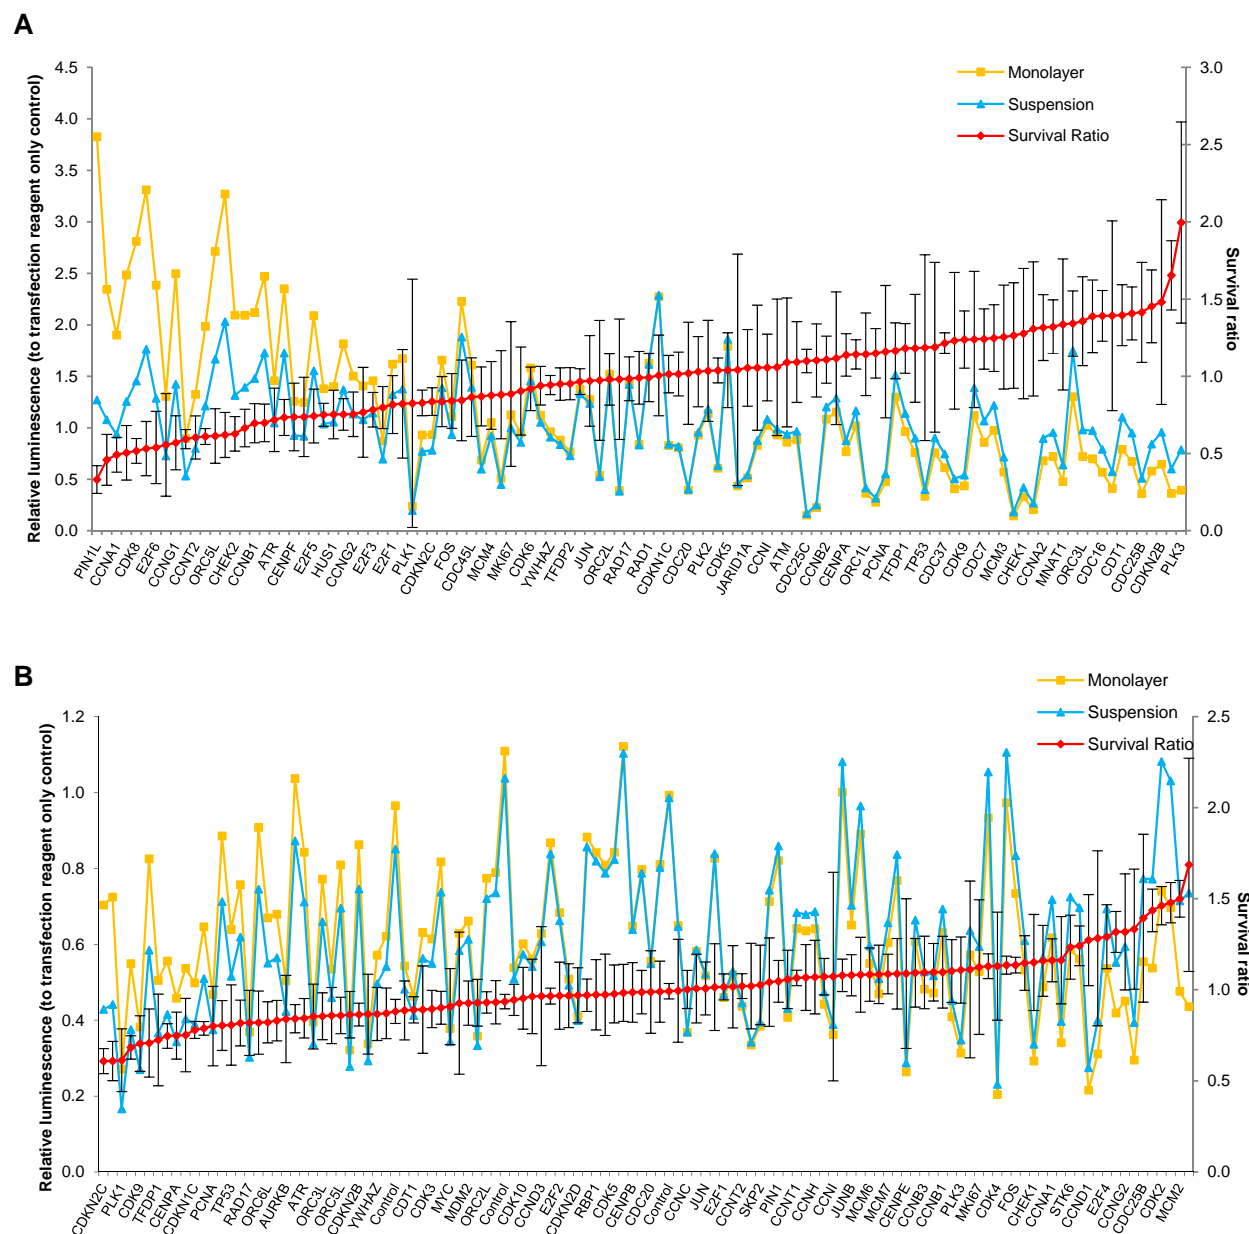 A
Relative luminescence (to transfection reagent only control)
4.5
4.0
3.5
3.0
2.5
2.0
1.5
1.0
0.5
0.0
Monolayer
Suspension
Survival Ratio
3.0
2.5
2.0
1.5
1.0
0.5
0.0
Survival ratio
PIN1L
CCNA1
CDK8
E2F6
CCNG1
CCNT2
ORC5L
CHEK2
CCNB1
ATR
CENPF
E2F5
HUS1
CCNG2
E2F3
E2F1
PLK1
CDKN2C
FOS
CDC45L
MCM4
MKI67
CDK6
YWHAZ
TFDP2
JUN
ORC2L
RAD17
RAD1
CDKN1C
CDC20
PLK2
CDK5
JARID1A
CCNI
ATM
CDC25C
CCNB2
CENPA
ORC1L
PCNA
TFDP1
TP53
CDC37
CDK9
CDC7
MCM3
CHEK1
CCNA2
MNAT1
ORC3L
CDC16
CDT1
CDC25B
CDKN2B
PLK3
B
Relative luminescence (to transfection reagent only control)
1.2
1.0
0.8
0.6
0.4
0.2
0.0
Monolayer
Suspension
Survival Ratio
2.5
2.0
1.5
1.0
0.5
0.0
Survival ratio
CDKN2C
PLK1
CDK9
TFDP1
CENPA
CDKN1C
PCNA
TP53
RAD17
ORC6L
AURKB
ATR
ORC3L
ORC5L
CDKN2B
YWHAZ
Control
CDT1
CDK3
MYC
MDM2
ORC2L
Control
CDK10
CCND3
E2F2
CDKN2D
RBP1
CDK5
CENPB
CDC20
Control
CCNC
JUN
E2F1
CCNT2
SKP2
PIN1
CCNT1
CCNH
CCNI
JUNB
MCM6
MCM7
CENPE
CCNB3
CCNB1
PLK3
MKI67
CDK4
FOS
CHEK1
CCNA1
STK6
CCND1
E2F4
CCNG2
CDC25B
CDK2
MCM2